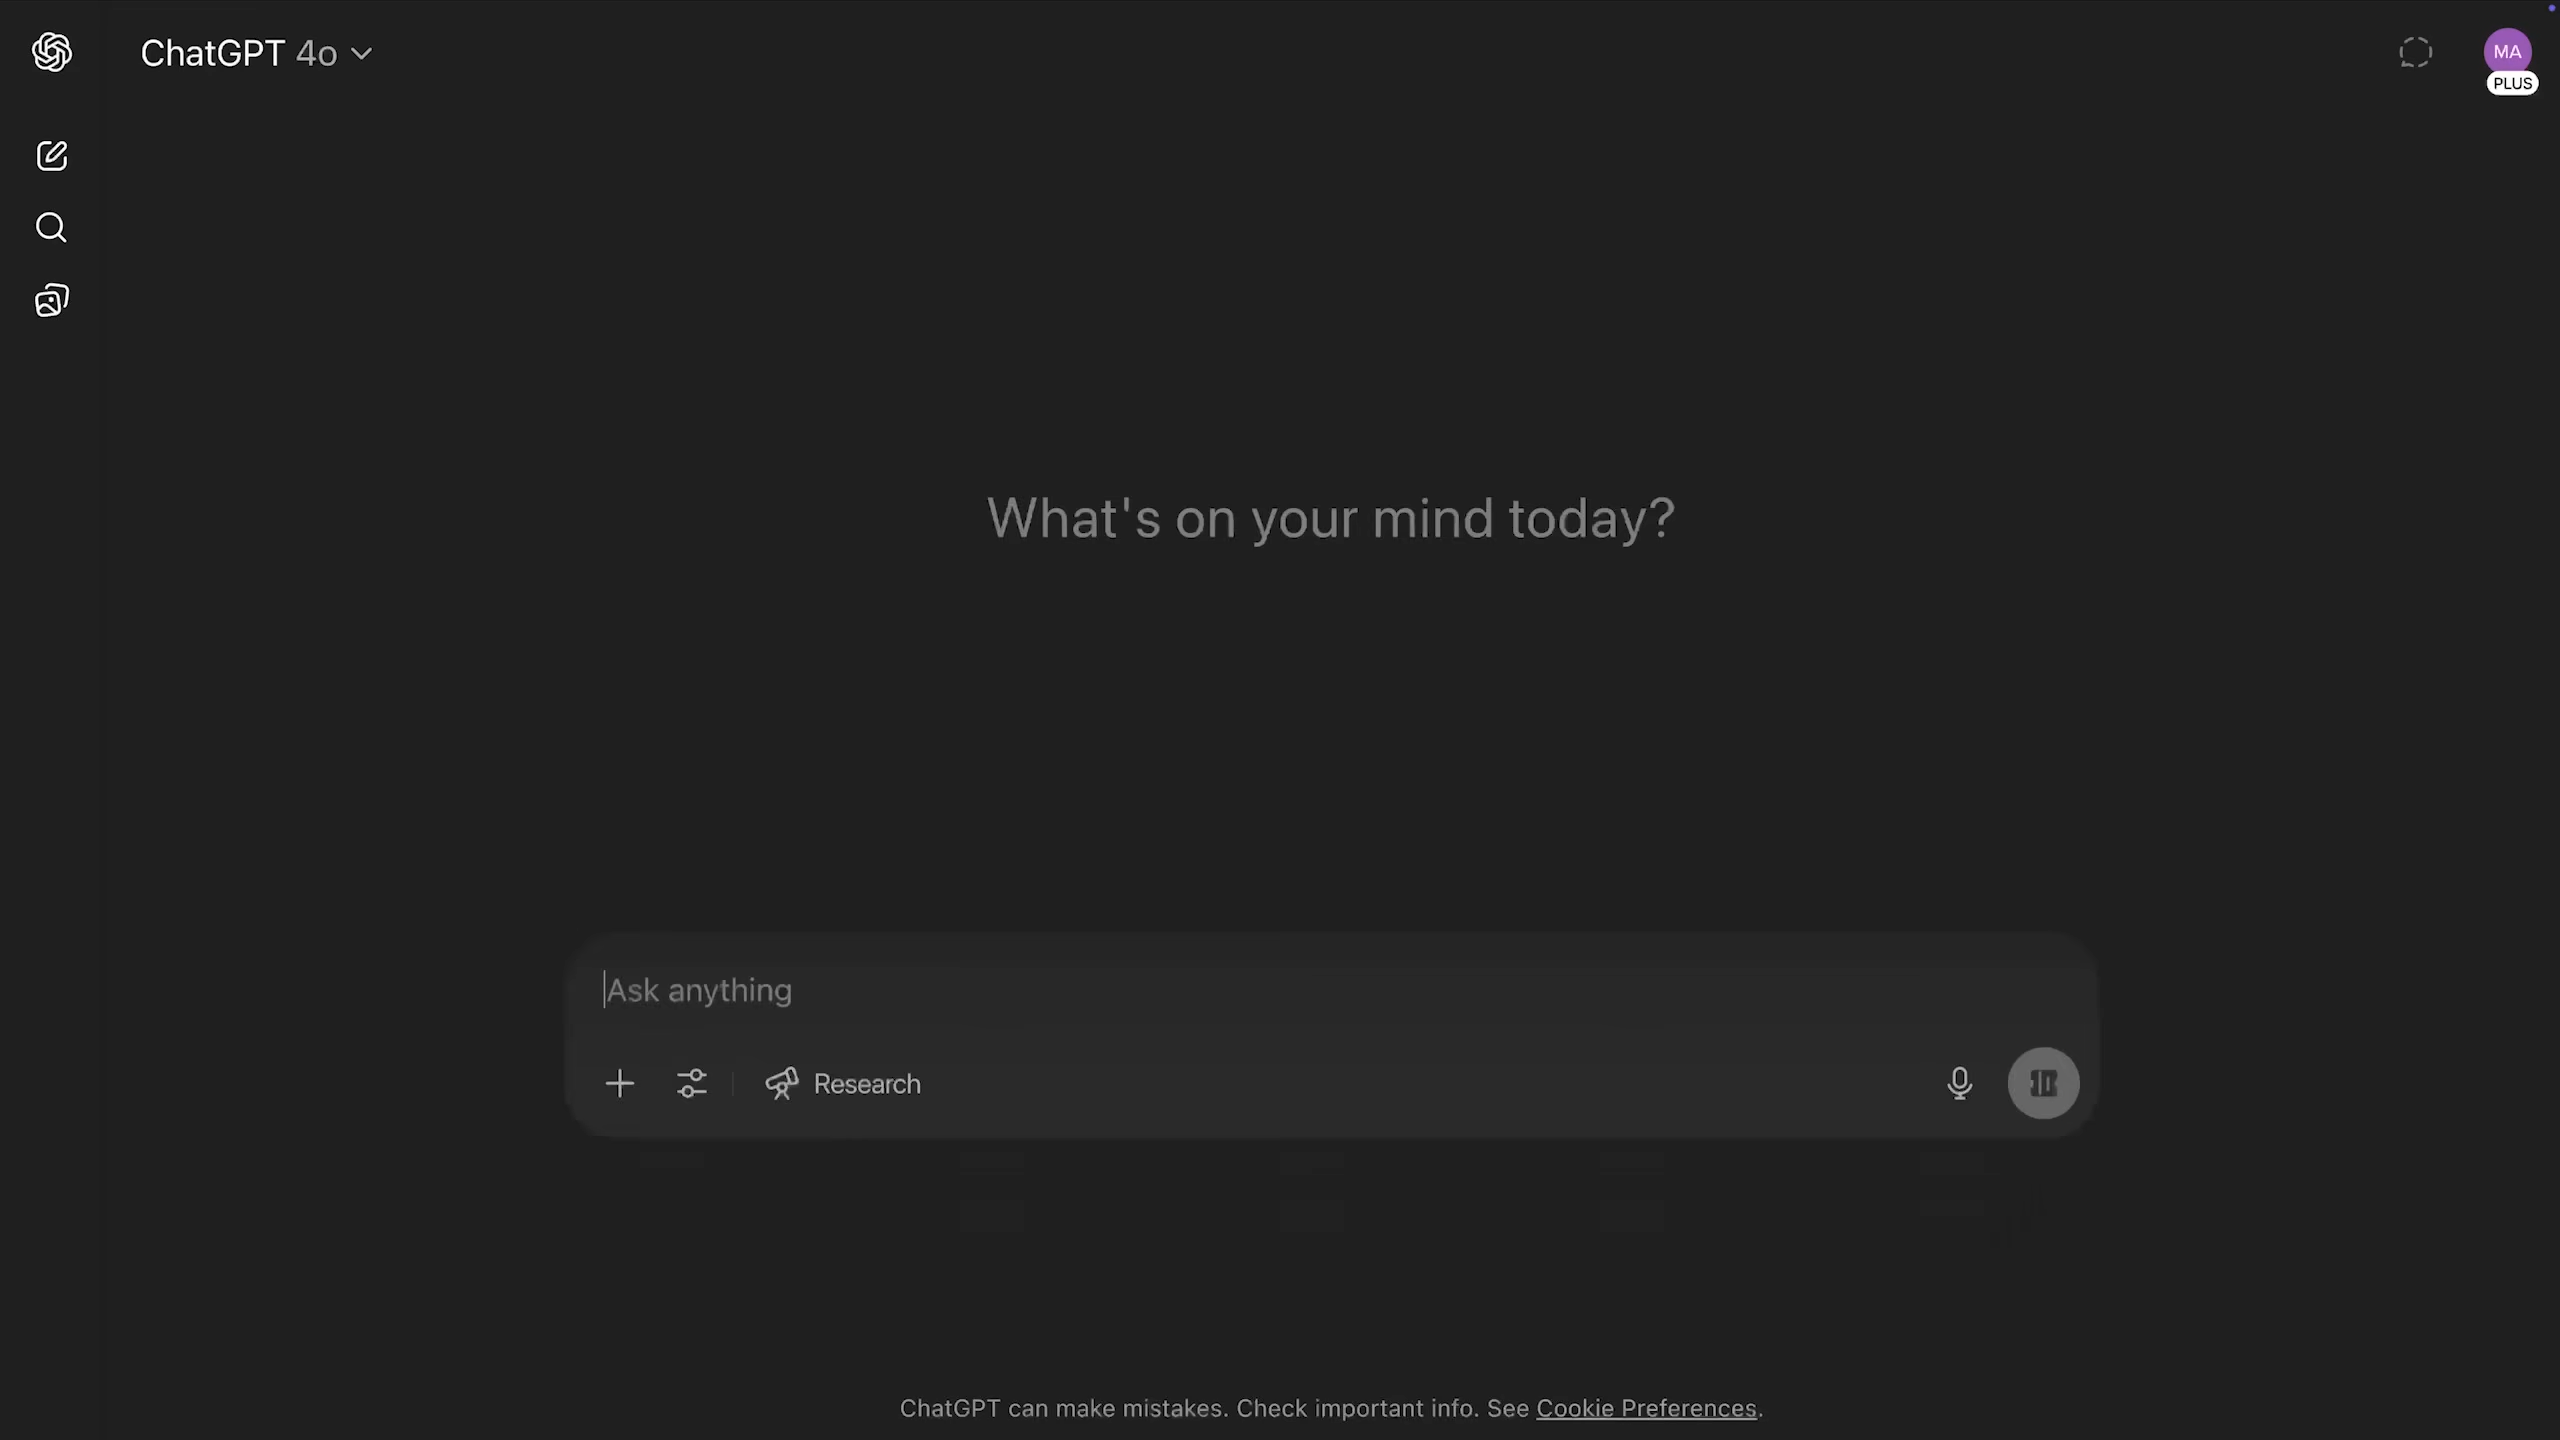 ChatGPT 4o
MA
PLUS
What's on your mind today?
Ask anything
Research
ChatGPT can make mistakes. Check important info. See Cookie Preferences.